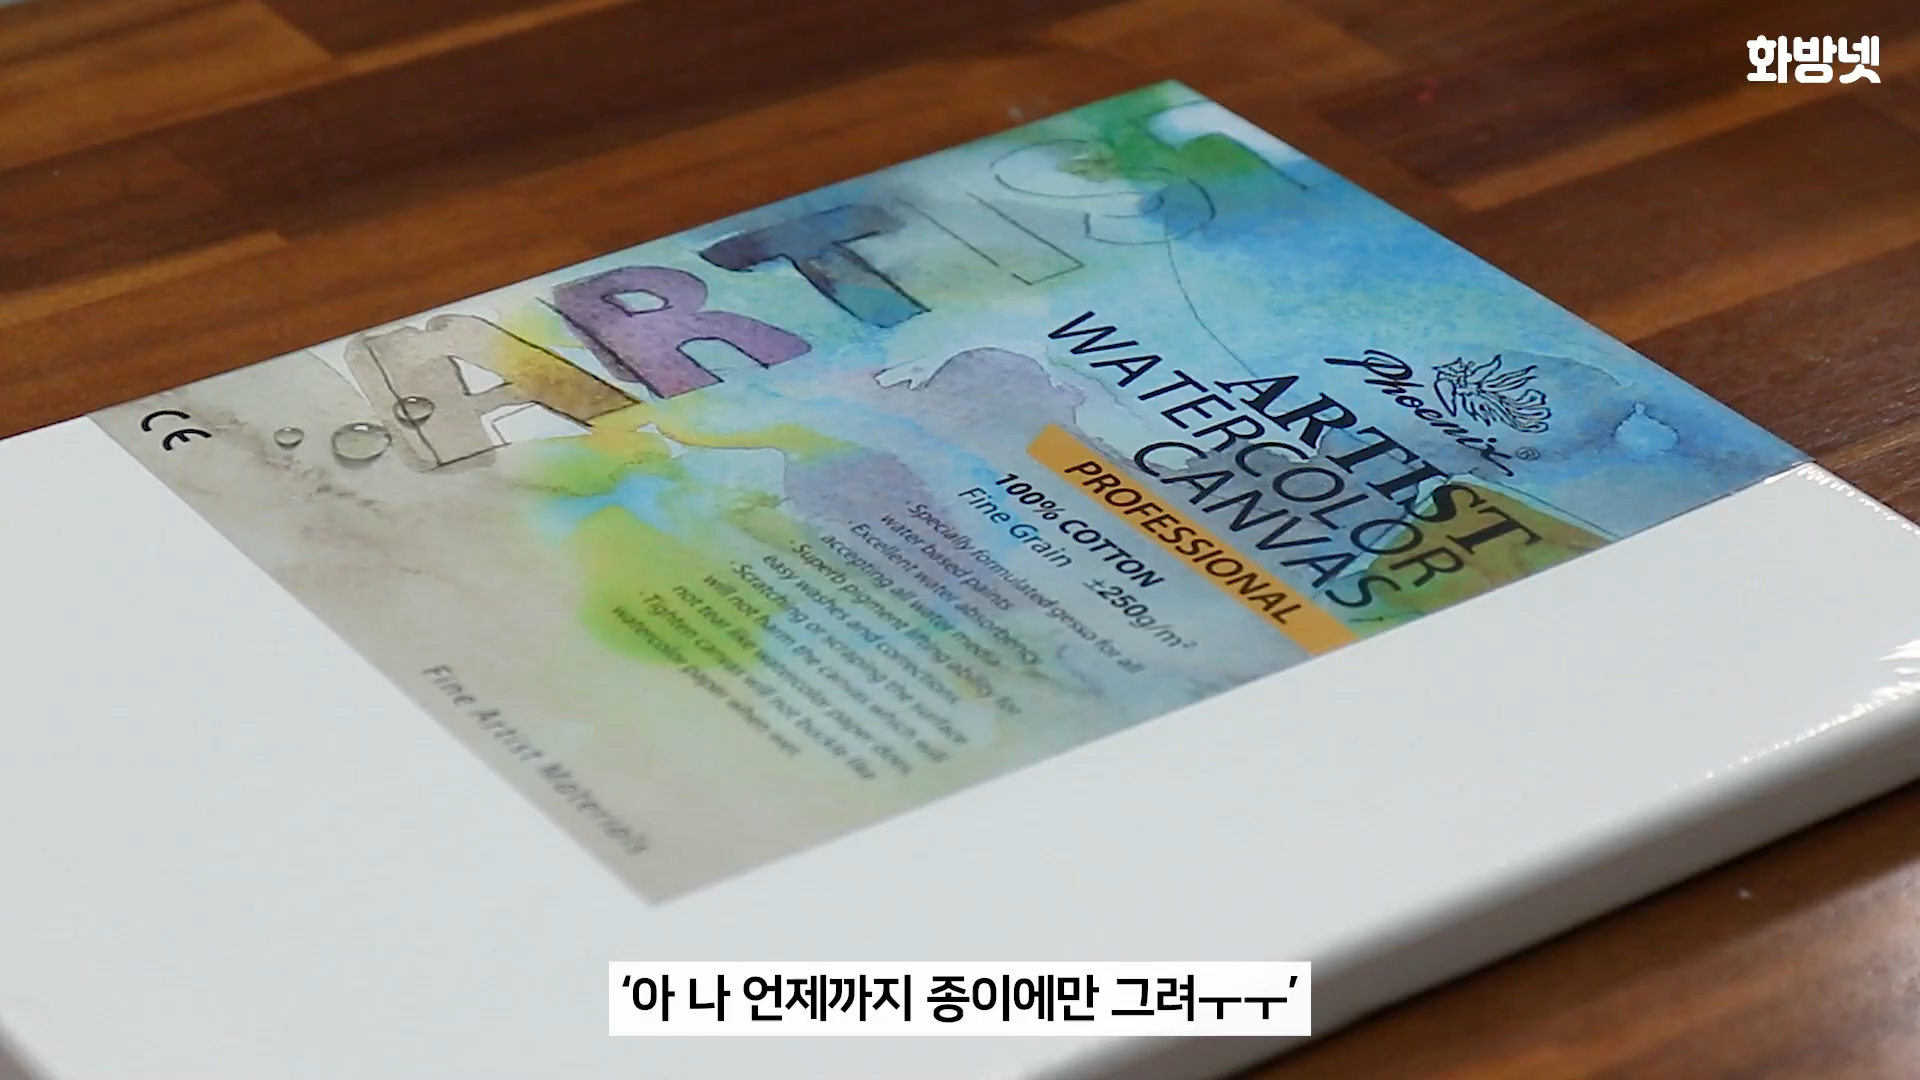 화방넷
ARTIST
CE
Phoenix®
ARTIST
WATERCOLOR
CANVAS
PROFESSIONAL
100% COTTON
Fine Grain ±250g/m²
· Specially formulated gesso for all
water based paints
· Excellent water absorbency
accepting all water media
· Superb pigment lifting ability for
easy washes and corrections.
· Scratching or scraping the surface
will not harm the canvas which will
not tear like watercolor paper does.
· Tighten canvas will not buckle like
watercolor paper when wet.
Fine Artist Materials
‘아 나 언제까지 종이에만 그려ㅜㅜ’